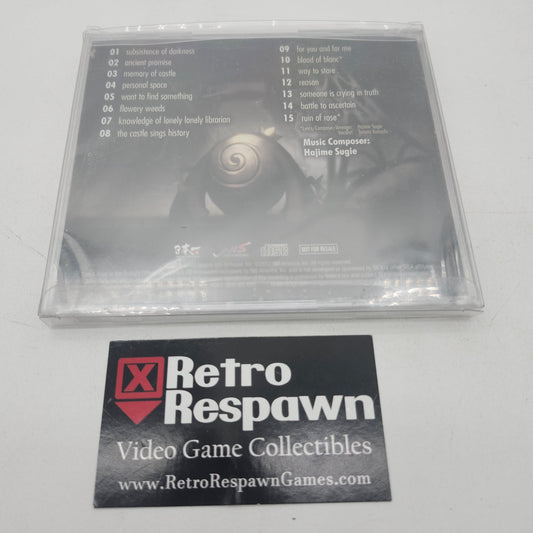 01 subsistence of darkness
02 ancient promise
03 memory of castle
04 personal space
05 want to find something
06 flowery weeds
07 knowledge of lonely lonely librarian
08 the castle sings history
09 for you and for me
10 blood of blanc*
11 way to store
12 reason
13 someone is crying in truth
14 battle to ascertain
15 ruin of rose*
Music Composer:
Hajime Sugie
NOT FOR RESALE
X Retro
Respawn
Video Game Collectibles
www.RetroRespawnGames.com